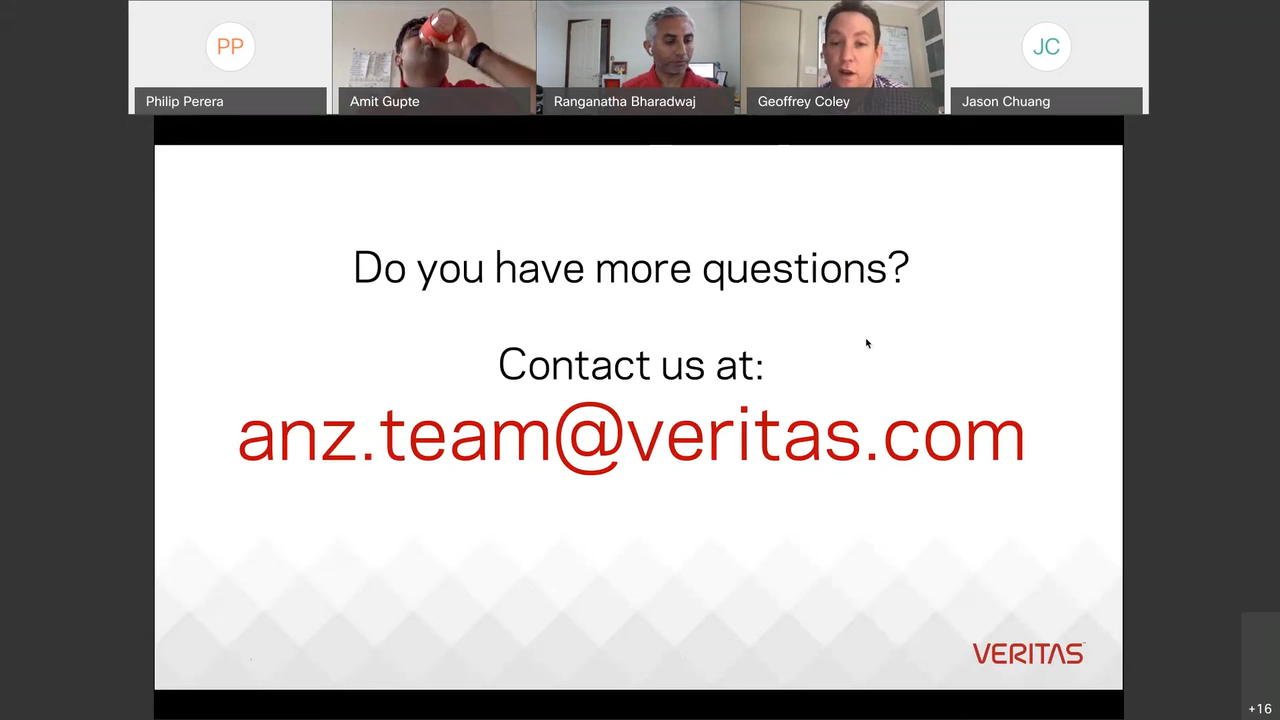 PP
JC
Philip Perera
Amit Gupte
Ranganatha Bharadwaj
Geoffrey Coley
Jason Chuang
Do you have more questions?
Contact us at:
anz.team@veritas.com
VERITAS
+16